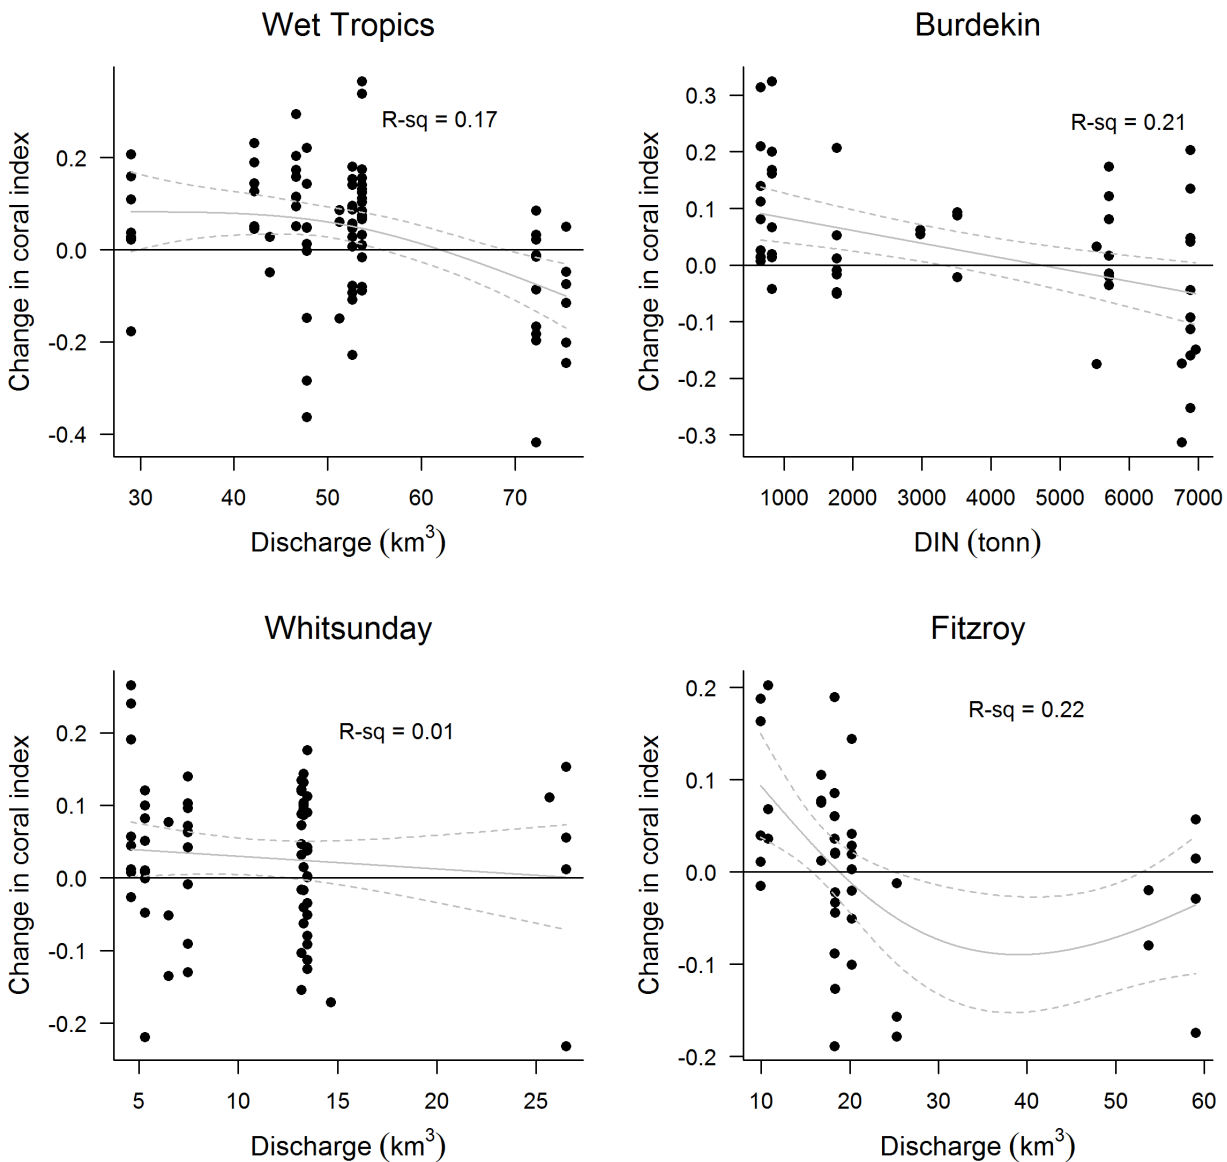 Wet Tropics
R-sq = 0.17
Change in coral index
0.2
0.0
-0.2
-0.4
30 40 50 60 70
Discharge (km³)
Burdekin
R-sq = 0.21
Change in coral index
0.3
0.2
0.1
0.0
-0.1
-0.2
-0.3
1000 2000 3000 4000 5000 6000 7000
DIN (tonn)
Whitsunday
R-sq = 0.01
Change in coral index
0.2
0.1
0.0
-0.1
-0.2
5 10 15 20 25
Discharge (km³)
Fitzroy
R-sq = 0.22
Change in coral index
0.2
0.1
0.0
-0.1
-0.2
10 20 30 40 50 60
Discharge (km³)